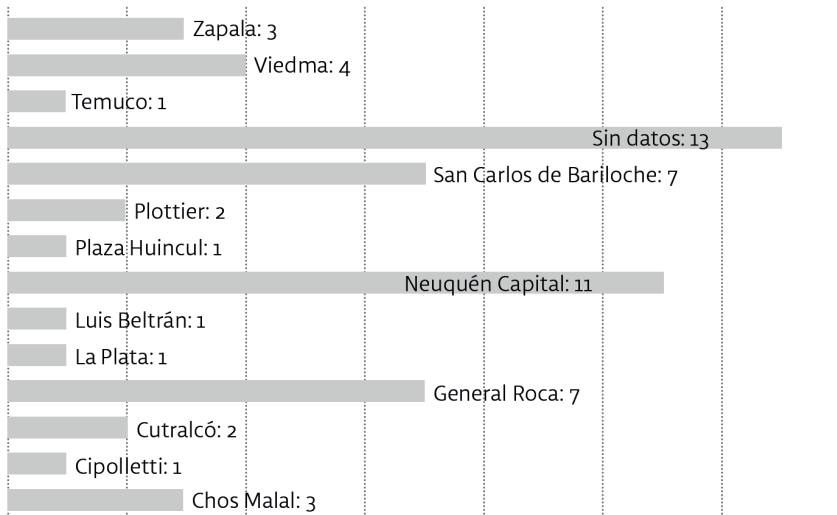 Zapala: 3
Viedma: 4
Temuco: 1
Sin datos: 13
San Carlos de Bariloche: 7
Plottier: 2
Plaza Huincul: 1
Neuquén Capital: 11
Luis Beltrán: 1
La Plata: 1
General Roca: 7
Cutralcó: 2
Cipolletti: 1
Chos Malal: 3